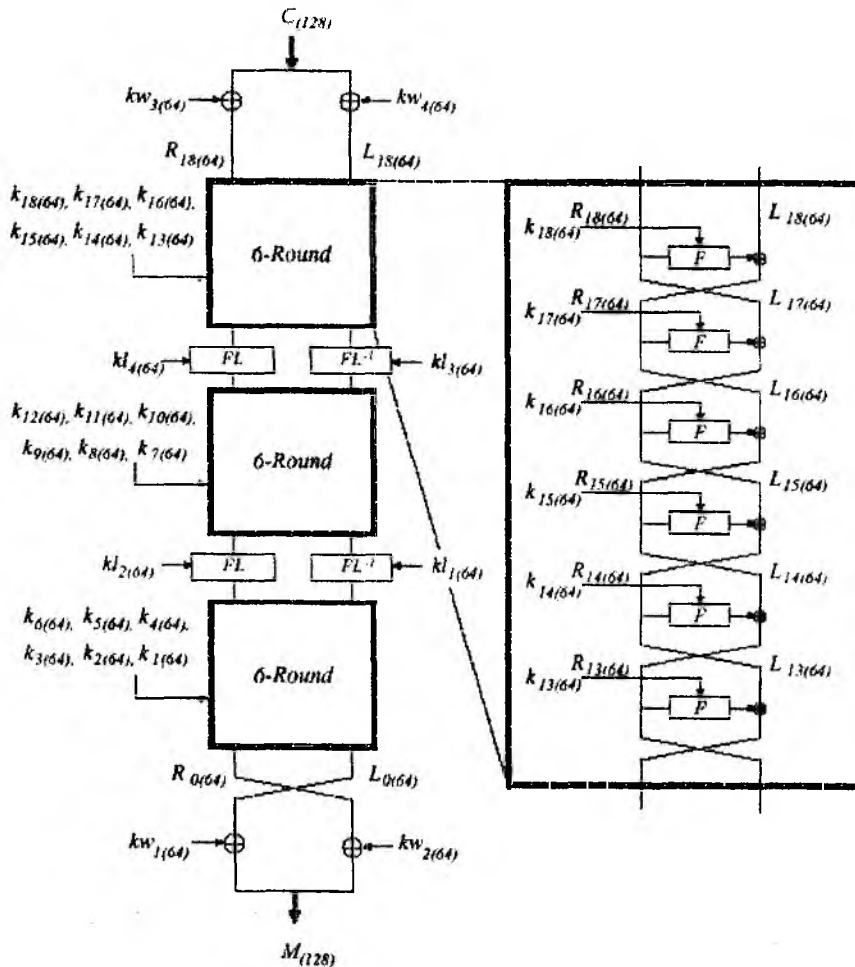 C(128)
kw3(64)
kw4(64)
R18(64)
L18(64)
k18(64), k17(64), k16(64),
k15(64), k14(64), k13(64)
6-Round
kl4(64)
FL
FL-1
kl3(64)
k12(64), k11(64), k10(64),
k9(64), k8(64), k7(64)
6-Round
kl2(64)
FL
FL-1
kl1(64)
k6(64), k5(64), k4(64),
k3(64), k2(64), k1(64)
6-Round
R0(64)
L0(64)
kw1(64)
kw2(64)
M(128)
R18(64)
L18(64)
k18(64)
F
R17(64)
L17(64)
k17(64)
F
R16(64)
L16(64)
k16(64)
F
R15(64)
L15(64)
k15(64)
F
R14(64)
L14(64)
k14(64)
F
R13(64)
L13(64)
k13(64)
F